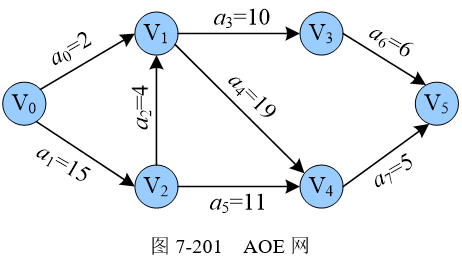 a₃=10
V₁
V₃
a₀=2
a₆=6
a₄=19
V₀
a₂=4
V₅
a₁=15
a₇=5
V₂
V₄
a₅=11
图 7-201 AOE 网